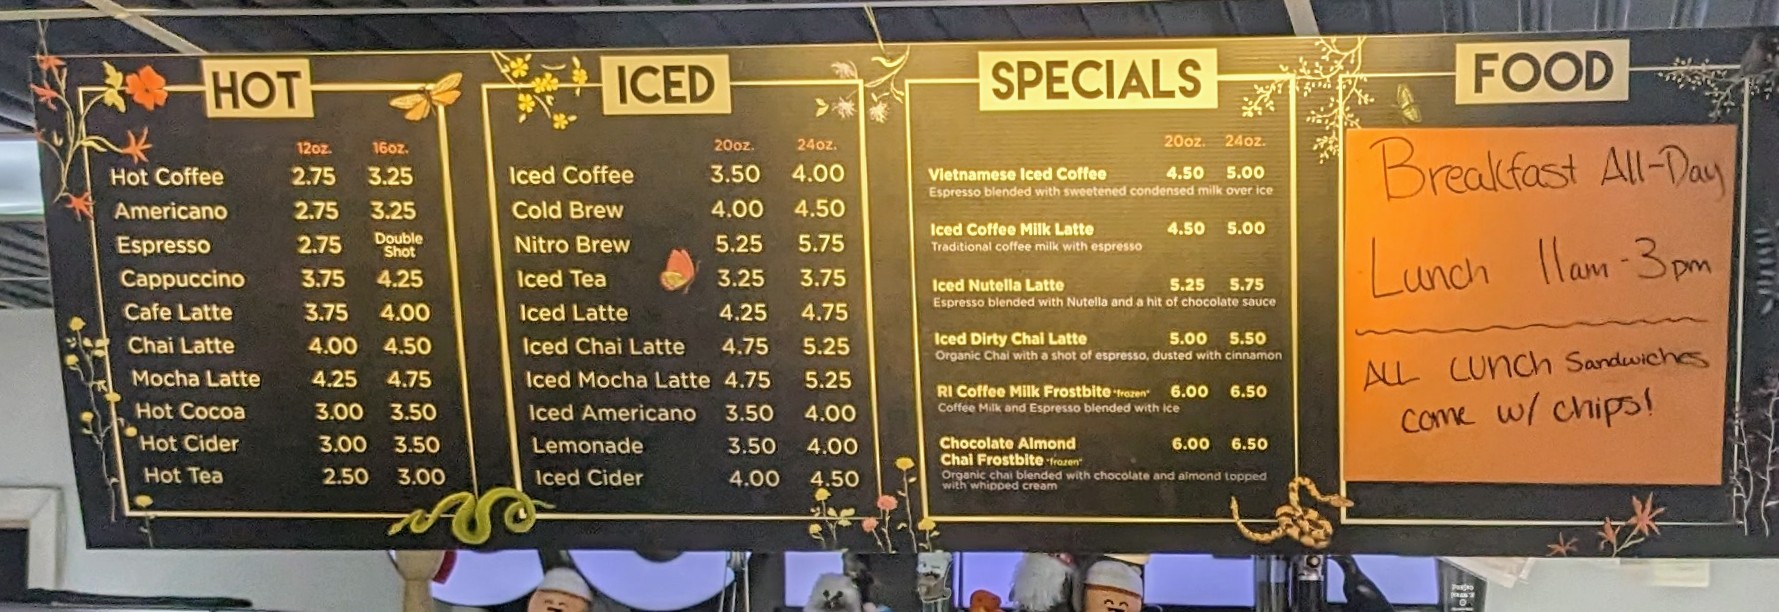 HOT
12oz. 16oz.
Hot Coffee 2.75 3.25
Americano 2.75 3.25
Espresso 2.75 Double Shot
Cappuccino 3.75 4.25
Cafe Latte 3.75 4.00
Chai Latte 4.00 4.50
Mocha Latte 4.25 4.75
Hot Cocoa 3.00 3.50
Hot Cider 3.00 3.50
Hot Tea 2.50 3.00
ICED
20oz. 24oz.
Iced Coffee 3.50 4.00
Cold Brew 4.00 4.50
Nitro Brew 5.25 5.75
Iced Tea 3.25 3.75
Iced Latte 4.25 4.75
Iced Chai Latte 4.75 5.25
Iced Mocha Latte 4.75 5.25
Iced Americano 3.50 4.00
Lemonade 3.50 4.00
Iced Cider 4.00 4.50
SPECIALS
20oz. 24oz.
Vietnamese Iced Coffee 4.50 5.00
Espresso blended with sweetened condensed milk over ice
Iced Coffee Milk Latte 4.50 5.00
Traditional coffee milk with espresso
Iced Nutella Latte 5.25 5.75
Espresso blended with Nutella and a hit of chocolate sauce
Iced Dirty Chai Latte 5.00 5.50
Organic Chai with a shot of espresso, dusted with cinnamon
RI Coffee Milk Frostbite *frozen* 6.00 6.50
Coffee Milk and Espresso blended with ice
Chocolate Almond 6.00 6.50
Chai Frostbite *frozen*
Organic chai blended with chocolate and almond topped
with whipped cream
FOOD
Breakfast All-Day
Lunch 11am-3pm
ALL LUNCH Sandwiches
come w/ chips!